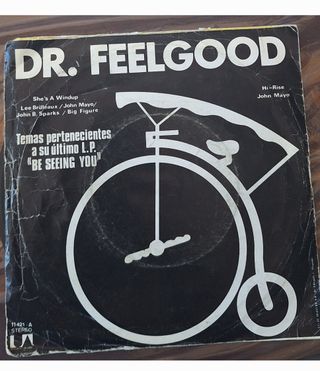 DR. FEELGOOD
She's A Windup
Lee Brilleaux / John Mayo/
John B. Sparks / Big Figure
Hi-Rise
John Mayo
Temas pertenecientes
a su último L.P.
"BE SEEING YOU"
11421 A
STEREO